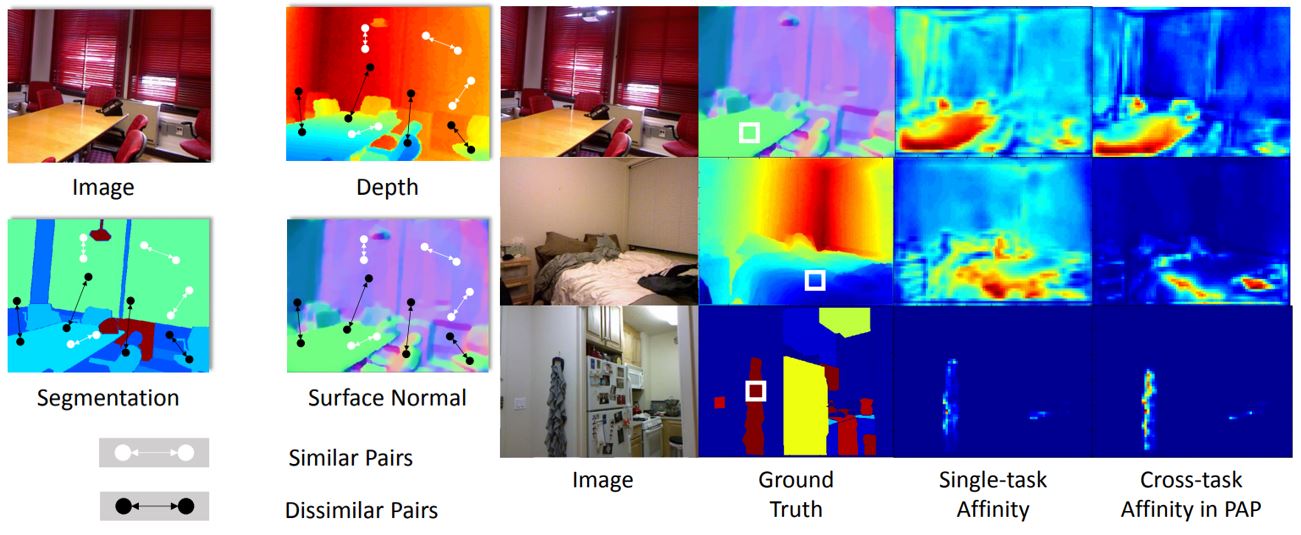 Image
Depth
Segmentation
Surface Normal
Similar Pairs
Dissimilar Pairs
Image
Ground
Truth
Single-task
Affinity
Cross-task
Affinity in PAP